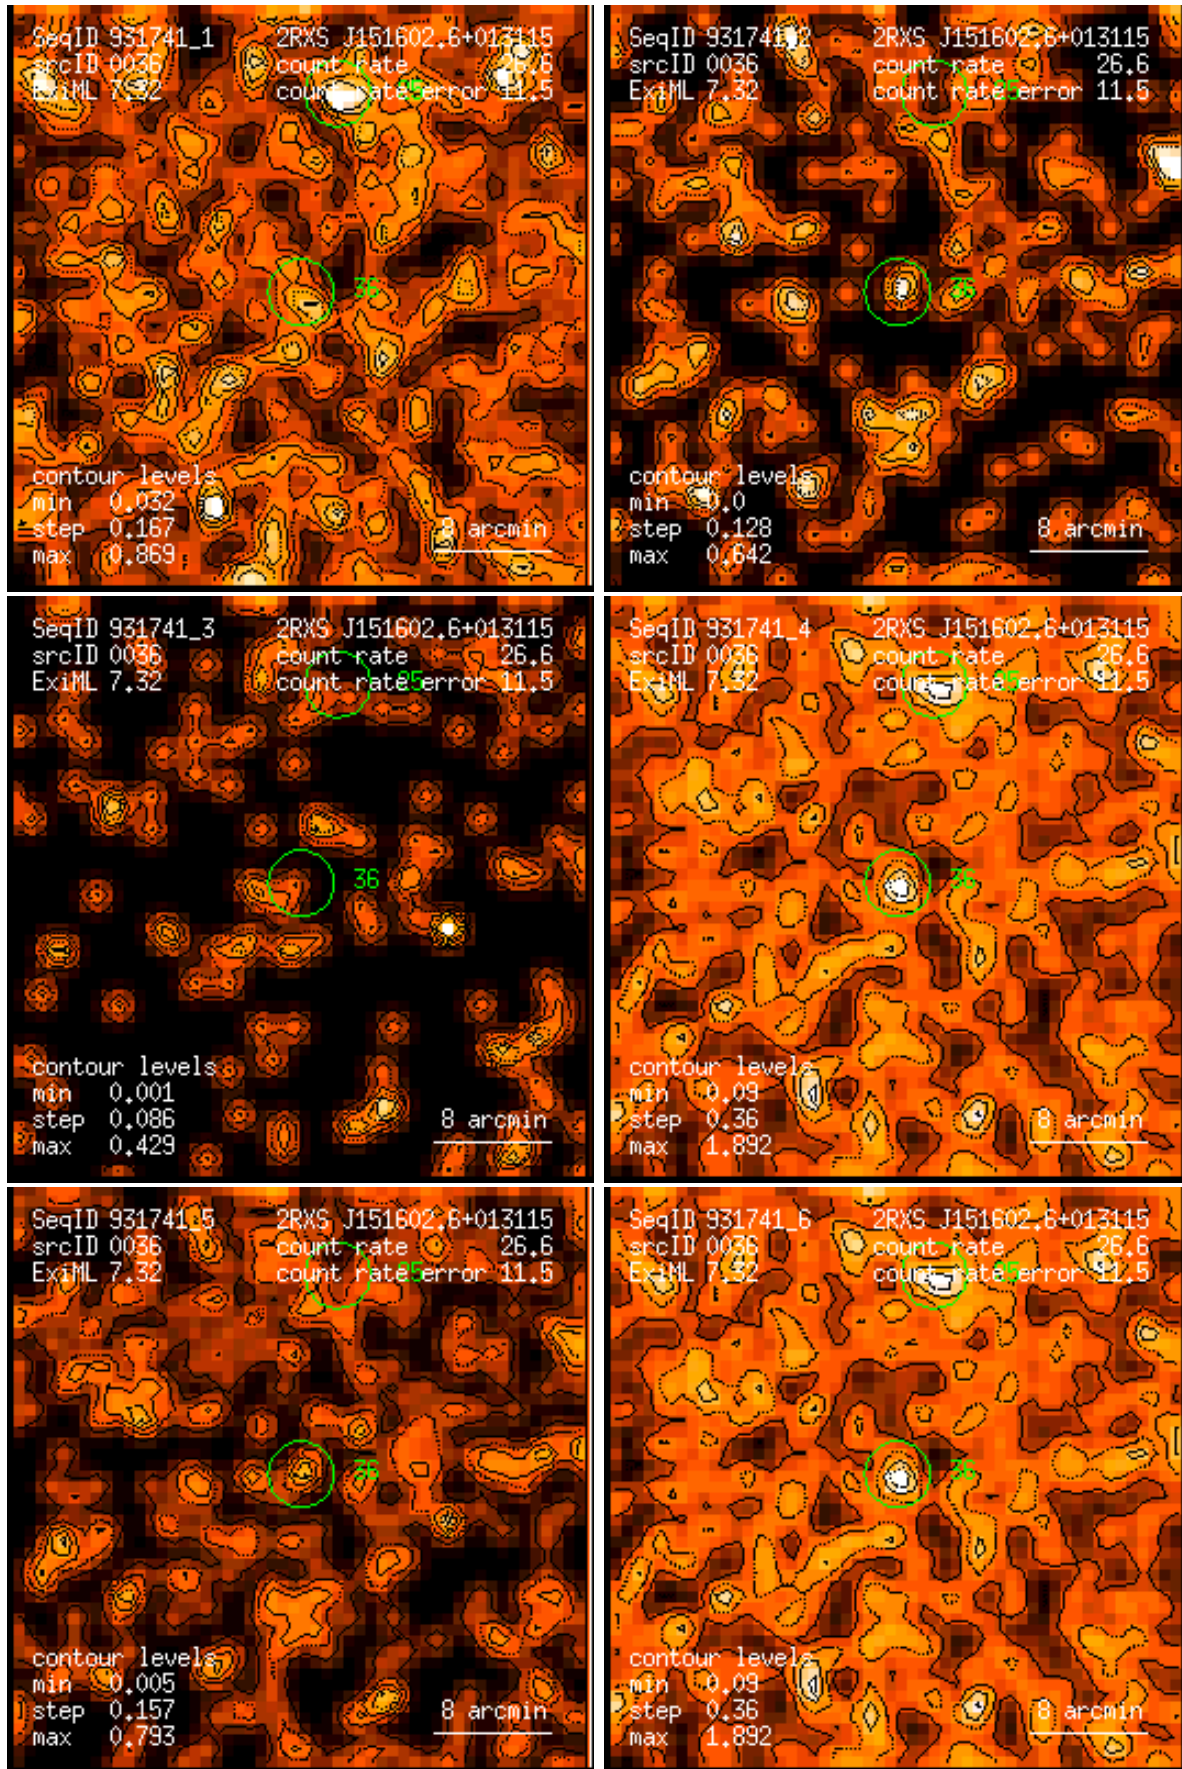 SeqID 931741_1 2RXS J151602.6+013115
srcID 0036 count rate 26.6
ExiML 7.32 count rate error 11.5
25
36
contour levels
min 0.032
step 0.167 8 arcmin
max 0.869
SeqID 931741_2 2RXS J151602.6+013115
srcID 0036 count rate 26.6
ExiML 7.32 count rate error 11.5
25
36
contour levels
min 0.0
step 0.128 8 arcmin
max 0.642
SeqID 931741_3 2RXS J151602.6+013115
srcID 0036 count rate 26.6
ExiML 7.32 count rate error 11.5
25
36
contour levels
min 0.001
step 0.086 8 arcmin
max 0.429
SeqID 931741_4 2RXS J151602.6+013115
srcID 0036 count rate 26.6
ExiML 7.32 count rate error 11.5
25
36
contour levels
min 0.09
step 0.36 8 arcmin
max 1.892
SeqID 931741_5 2RXS J151602.6+013115
srcID 0036 count rate 26.6
ExiML 7.32 count rate error 11.5
25
36
contour levels
min 0.005
step 0.157 8 arcmin
max 0.793
SeqID 931741_6 2RXS J151602.6+013115
srcID 0036 count rate 26.6
ExiML 7.32 count rate error 11.5
25
36
contour levels
min 0.09
step 0.36 8 arcmin
max 1.892